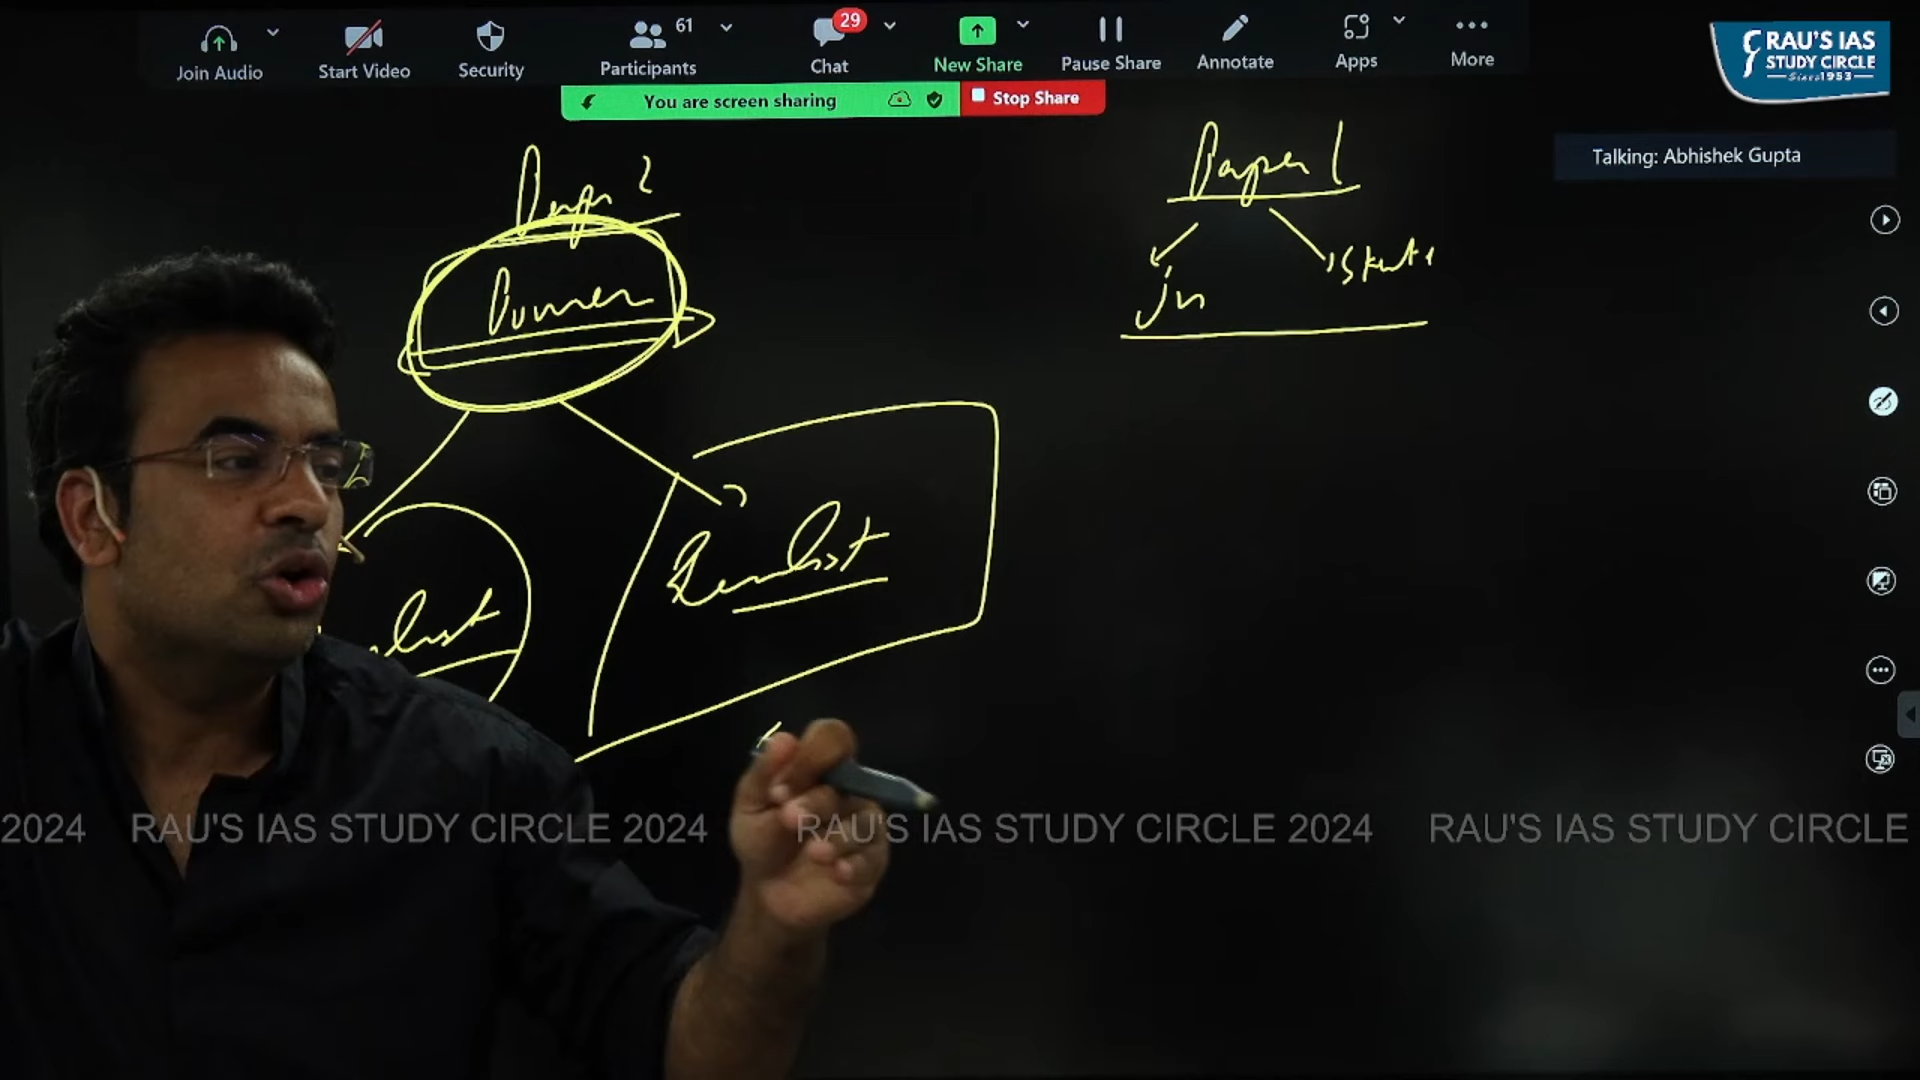 Join Audio
Start Video
Security
61
Participants
29
Chat
New Share
Pause Share
Annotate
Apps
More
RAU'S IAS
STUDY CIRCLE
Since 1953
You are screen sharing
Stop Share
Talking: Abhishek Gupta
Paper 1
Paper 2
Power
2024 RAU'S IAS STUDY CIRCLE 2024 RAU'S IAS STUDY CIRCLE 2024 RAU'S IAS STUDY CIRCLE